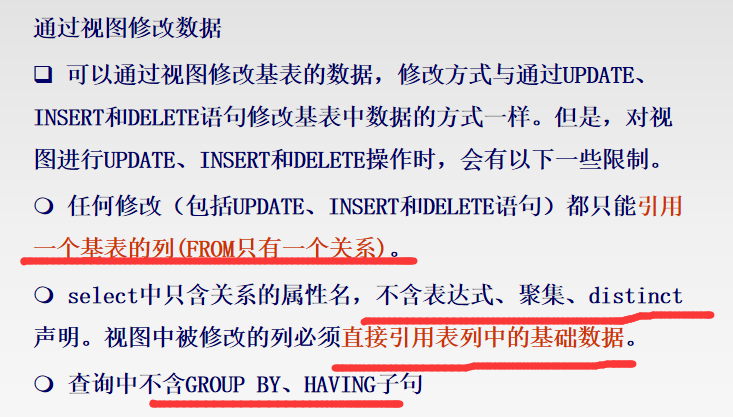 通过视图修改数据
❑ 可以通过视图修改基表的数据，修改方式与通过UPDATE、
INSERT和DELETE语句修改基表中数据的方式一样。但是，对视
图进行UPDATE、INSERT和DELETE操作时，会有以下一些限制。
❍ 任何修改（包括UPDATE、INSERT和DELETE语句）都只能引用
一个基表的列(FROM只有一个关系)。
❍ select中只含关系的属性名，不含表达式、聚集、distinct
声明。视图中被修改的列必须直接引用表列中的基础数据。
❍ 查询中不含GROUP BY、HAVING子句